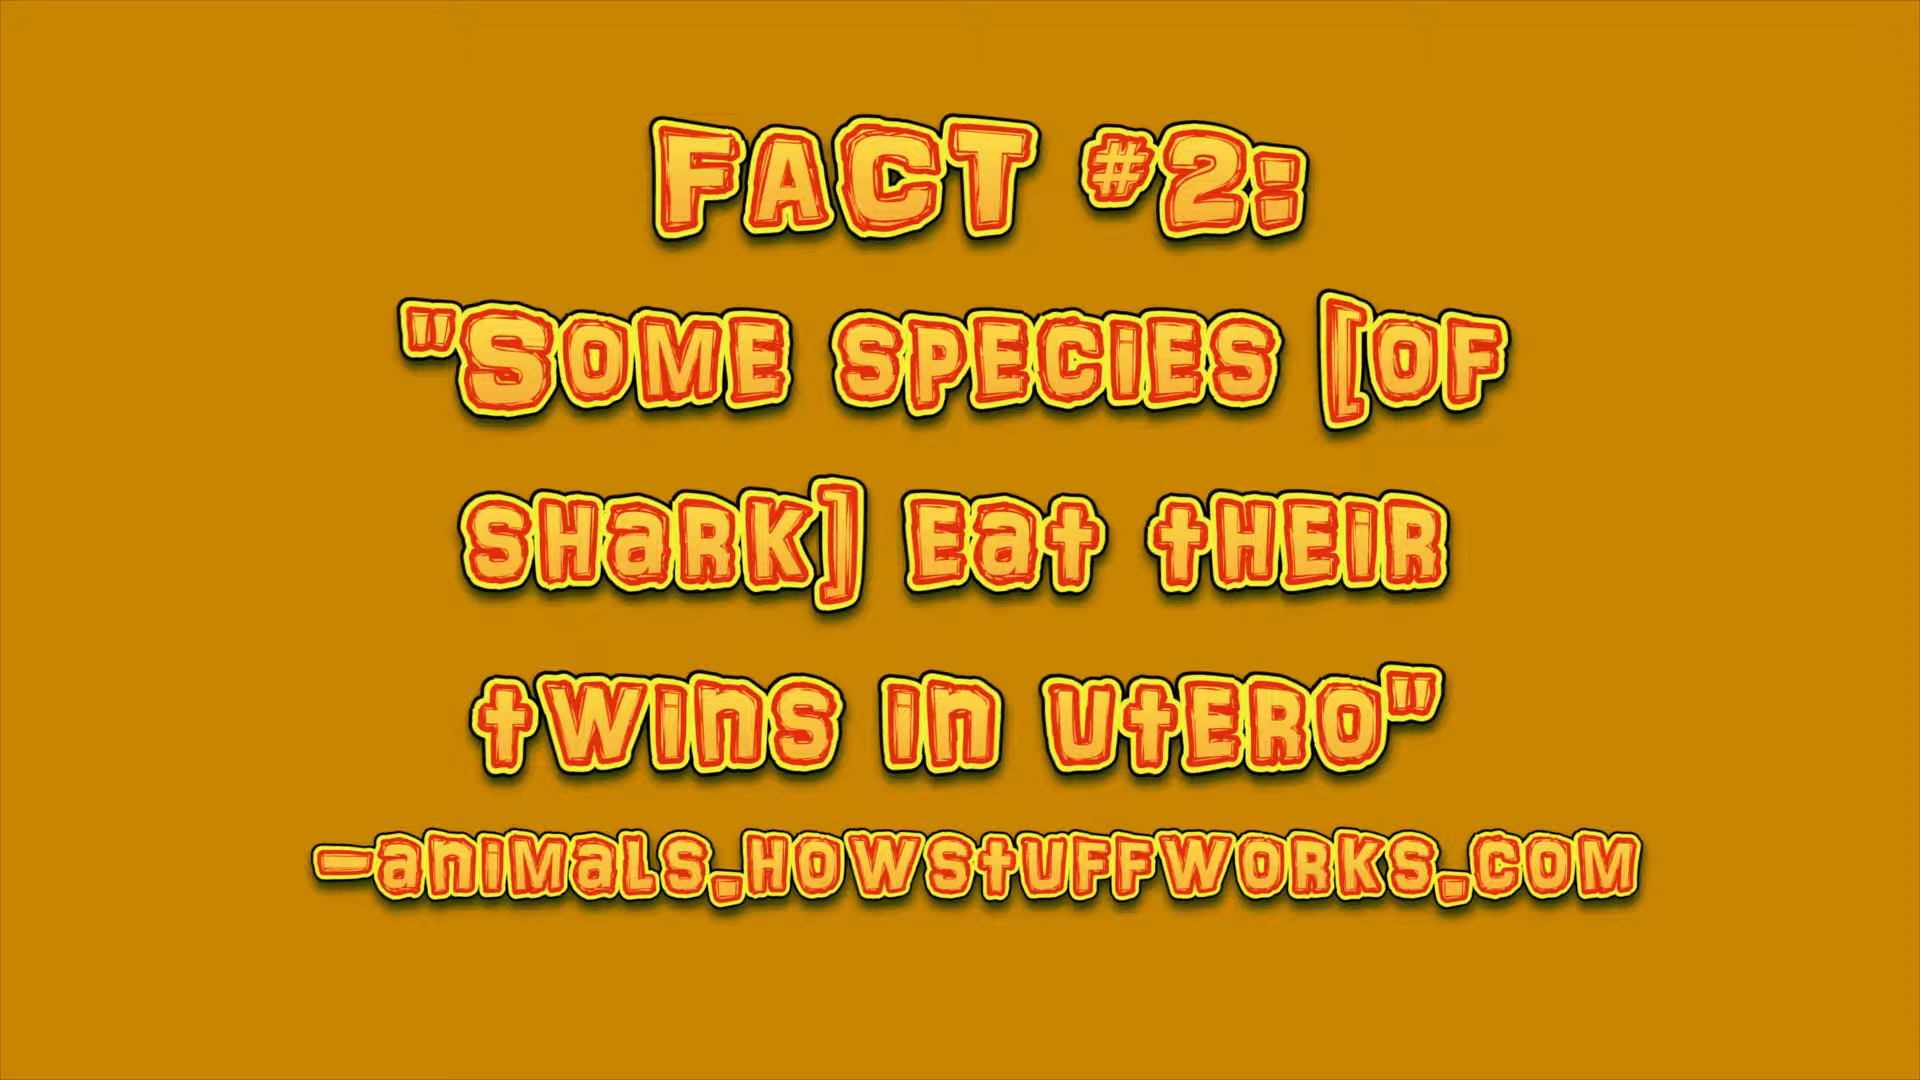 FACT #2:
"Some species [of
shark] eat their
twins in utero"
-animals.howstuffworks.com